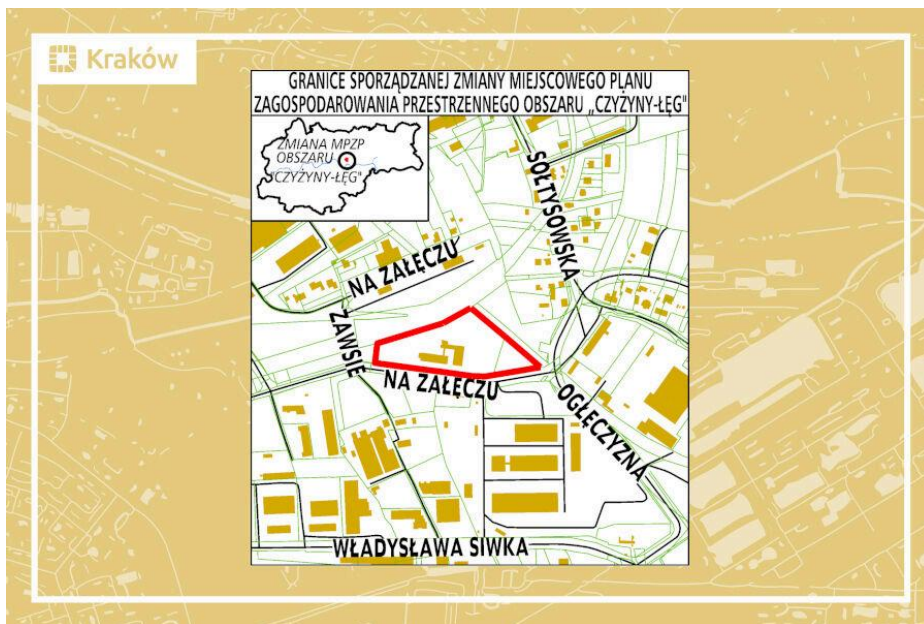 Kraków
GRANICE SPORZĄDZANEJ ZMIANY MIEJSCOWEGO PLANU
ZAGOSPODAROWANIA PRZESTRZENNEGO OBSZARU „CZYŻYNY-ŁĘG"
ZMIANA MPZP
OBSZARU
"CZYŻYNY-ŁĘG"
SOŁTYSOWSKA
NA ZAŁĘCZU
ZAWSIE
NA ZAŁĘCZU
OGŁĘCZYZNA
WŁADYSŁAWA SIWKA